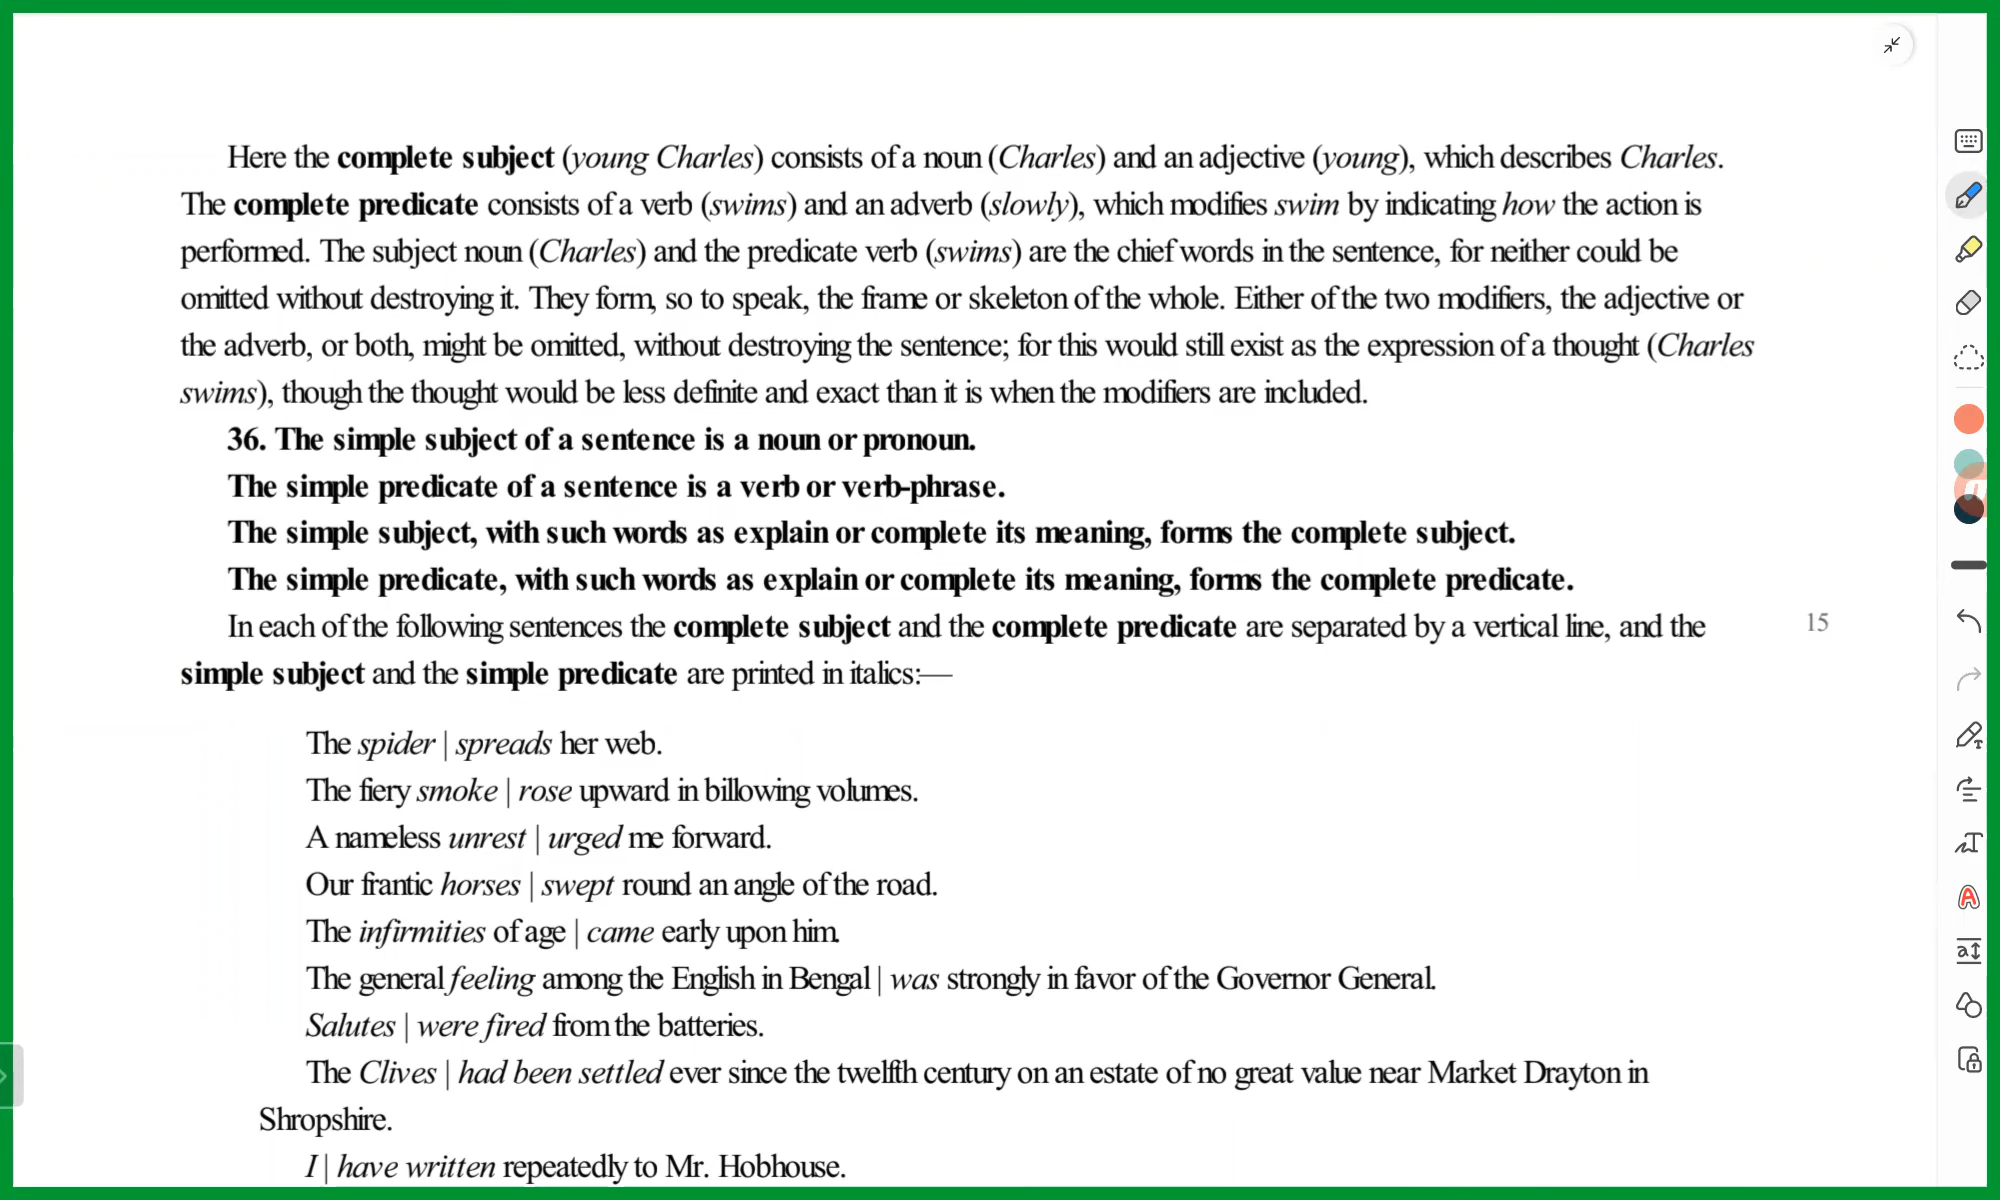 Here the complete subject (young Charles) consists of a noun (Charles) and an adjective (young), which describes Charles.
The complete predicate consists of a verb (swims) and an adverb (slowly), which modifies swim by indicating how the action is
performed. The subject noun (Charles) and the predicate verb (swims) are the chief words in the sentence, for neither could be
omitted without destroying it. They form, so to speak, the frame or skeleton of the whole. Either of the two modifiers, the adjective or
the adverb, or both, might be omitted, without destroying the sentence; for this would still exist as the expression of a thought (Charles
swims), though the thought would be less definite and exact than it is when the modifiers are included.
36. The simple subject of a sentence is a noun or pronoun.
The simple predicate of a sentence is a verb or verb-phrase.
The simple subject, with such words as explain or complete its meaning, forms the complete subject.
The simple predicate, with such words as explain or complete its meaning, forms the complete predicate.
In each of the following sentences the complete subject and the complete predicate are separated by a vertical line, and the
15
simple subject and the simple predicate are printed in italics:—
The spider | spreads her web.
The fiery smoke | rose upward in billowing volumes.
A nameless unrest | urged me forward.
Our frantic horses | swept round an angle of the road.
The infirmities of age | came early upon him.
The general feeling among the English in Bengal | was strongly in favor of the Governor General.
Salutes | were fired from the batteries.
The Clives | had been settled ever since the twelfth century on an estate of no great value near Market Drayton in
Shropshire.
I | have written repeatedly to Mr. Hobhouse.